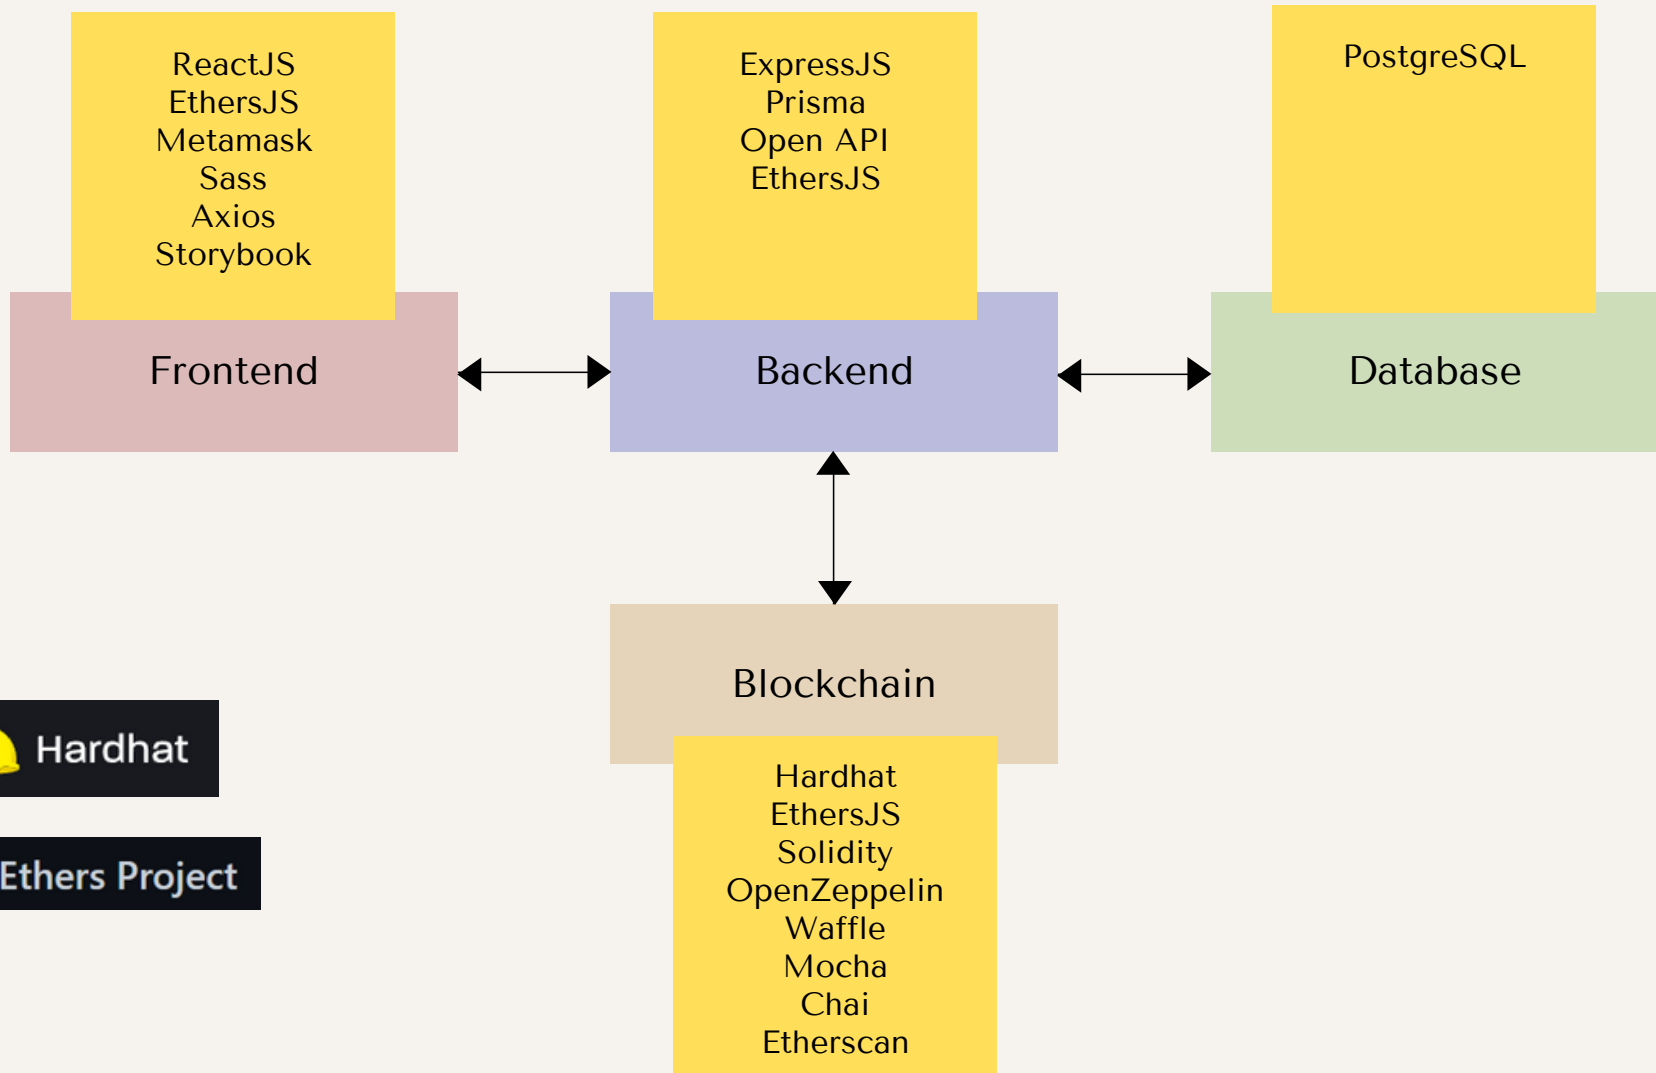 ReactJS
EthersJS
Metamask
Sass
Axios
Storybook
ExpressJS
Prisma
Open API
EthersJS
PostgreSQL
Frontend
Backend
Database
Blockchain
Hardhat
EthersJS
Solidity
OpenZeppelin
Waffle
Mocha
Chai
Etherscan
Hardhat
Ethers Project